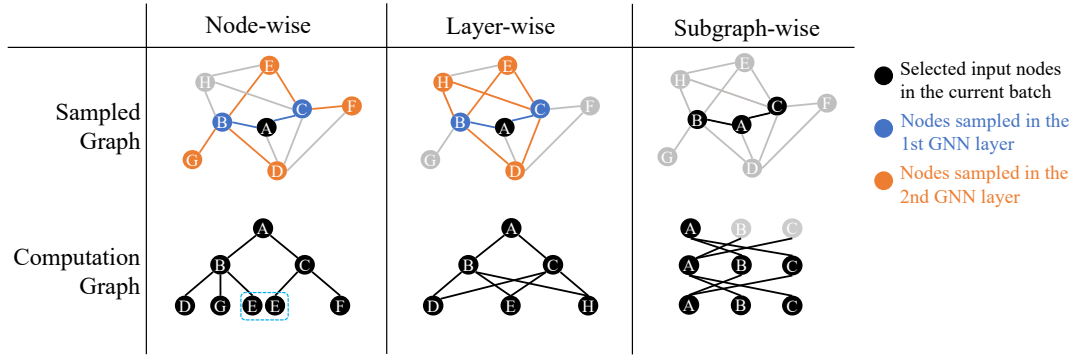 Node-wise
Layer-wise
Subgraph-wise
Sampled
Graph
H
E
C
F
B
A
G
D
H
E
C
F
B
A
G
D
H
E
C
F
B
A
G
D
Selected input nodes
in the current batch
Nodes sampled in the
1st GNN layer
Nodes sampled in the
2nd GNN layer
Computation
Graph
A
B C
D G E E F
A
B C
D E H
A B C
A B C
A B C